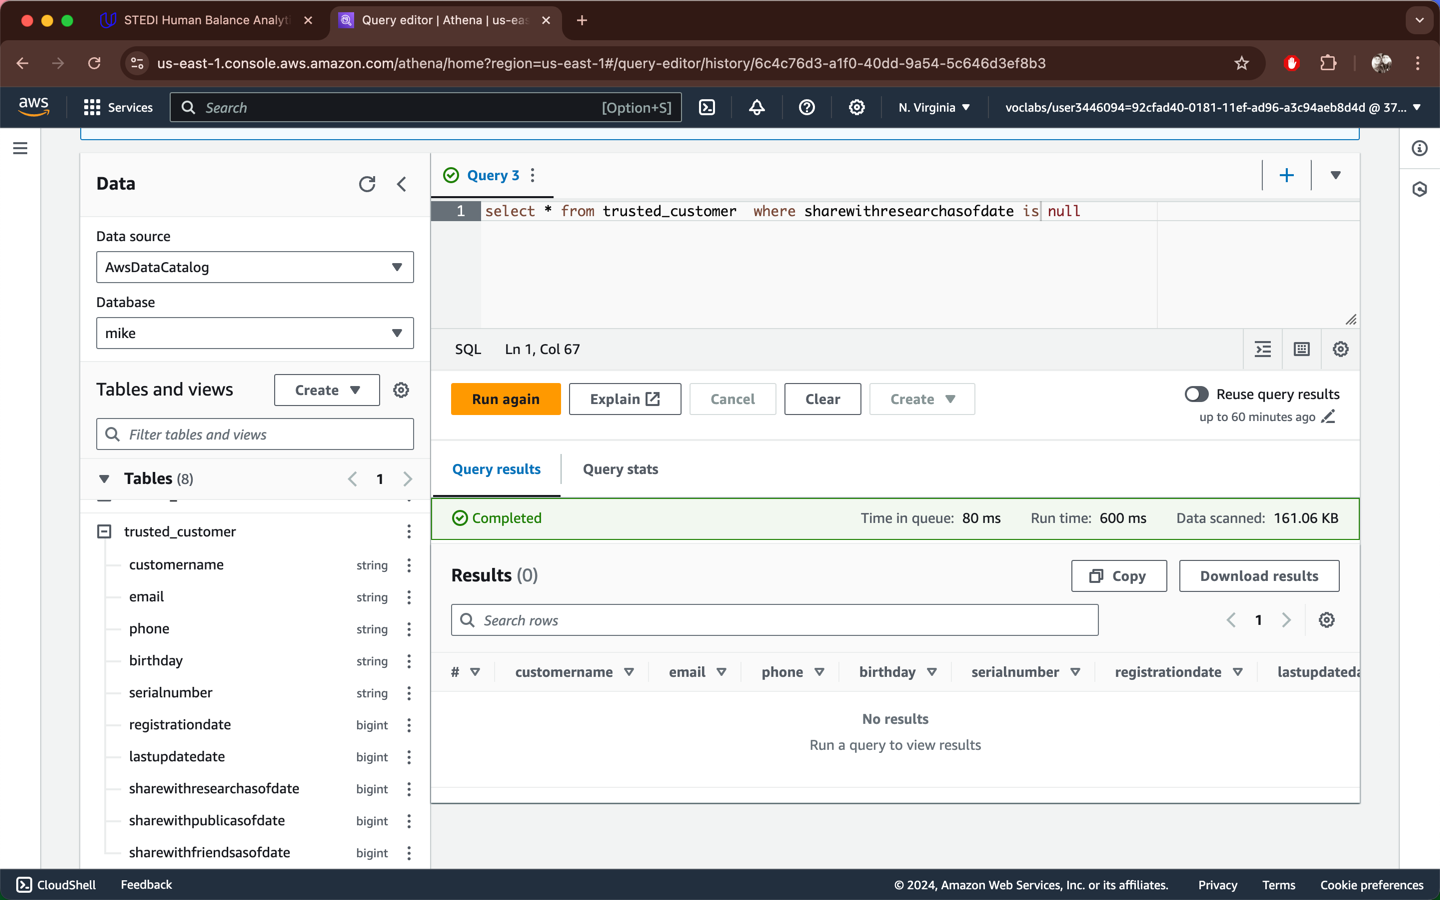 STEDI Human Balance Analyti
Query editor | Athena | us-eas
us-east-1.console.aws.amazon.com/athena/home?region=us-east-1#/query-editor/history/6c4c76d3-a1f0-40dd-9a54-5c646d3ef8b3
aws
Services
Search
[Option+S]
N. Virginia
voclabs/user3446094=92cfad40-0181-11ef-ad96-a3c94aeb8d4d @ 37...
Data
Data source
AwsDataCatalog
Database
mike
Tables and views
Create
Filter tables and views
Tables (8)
1
trusted_customer
customername string
email string
phone string
birthday string
serialnumber string
registrationdate bigint
lastupdatedate bigint
sharewithresearchasofdate bigint
sharewithpublicasofdate bigint
sharewithfriendsasofdate bigint
Query 3
1 select * from trusted_customer  where sharewithresearchasofdate is null
SQL Ln 1, Col 67
Run again
Explain
Cancel
Clear
Create
Reuse query results
up to 60 minutes ago
Query results
Query stats
Completed
Time in queue: 80 ms
Run time: 600 ms
Data scanned: 161.06 KB
Results (0)
Copy
Download results
Search rows
1
# customername email phone birthday serialnumber registrationdate lastupdateda
No results
Run a query to view results
CloudShell
Feedback
© 2024, Amazon Web Services, Inc. or its affiliates.
Privacy
Terms
Cookie preferences